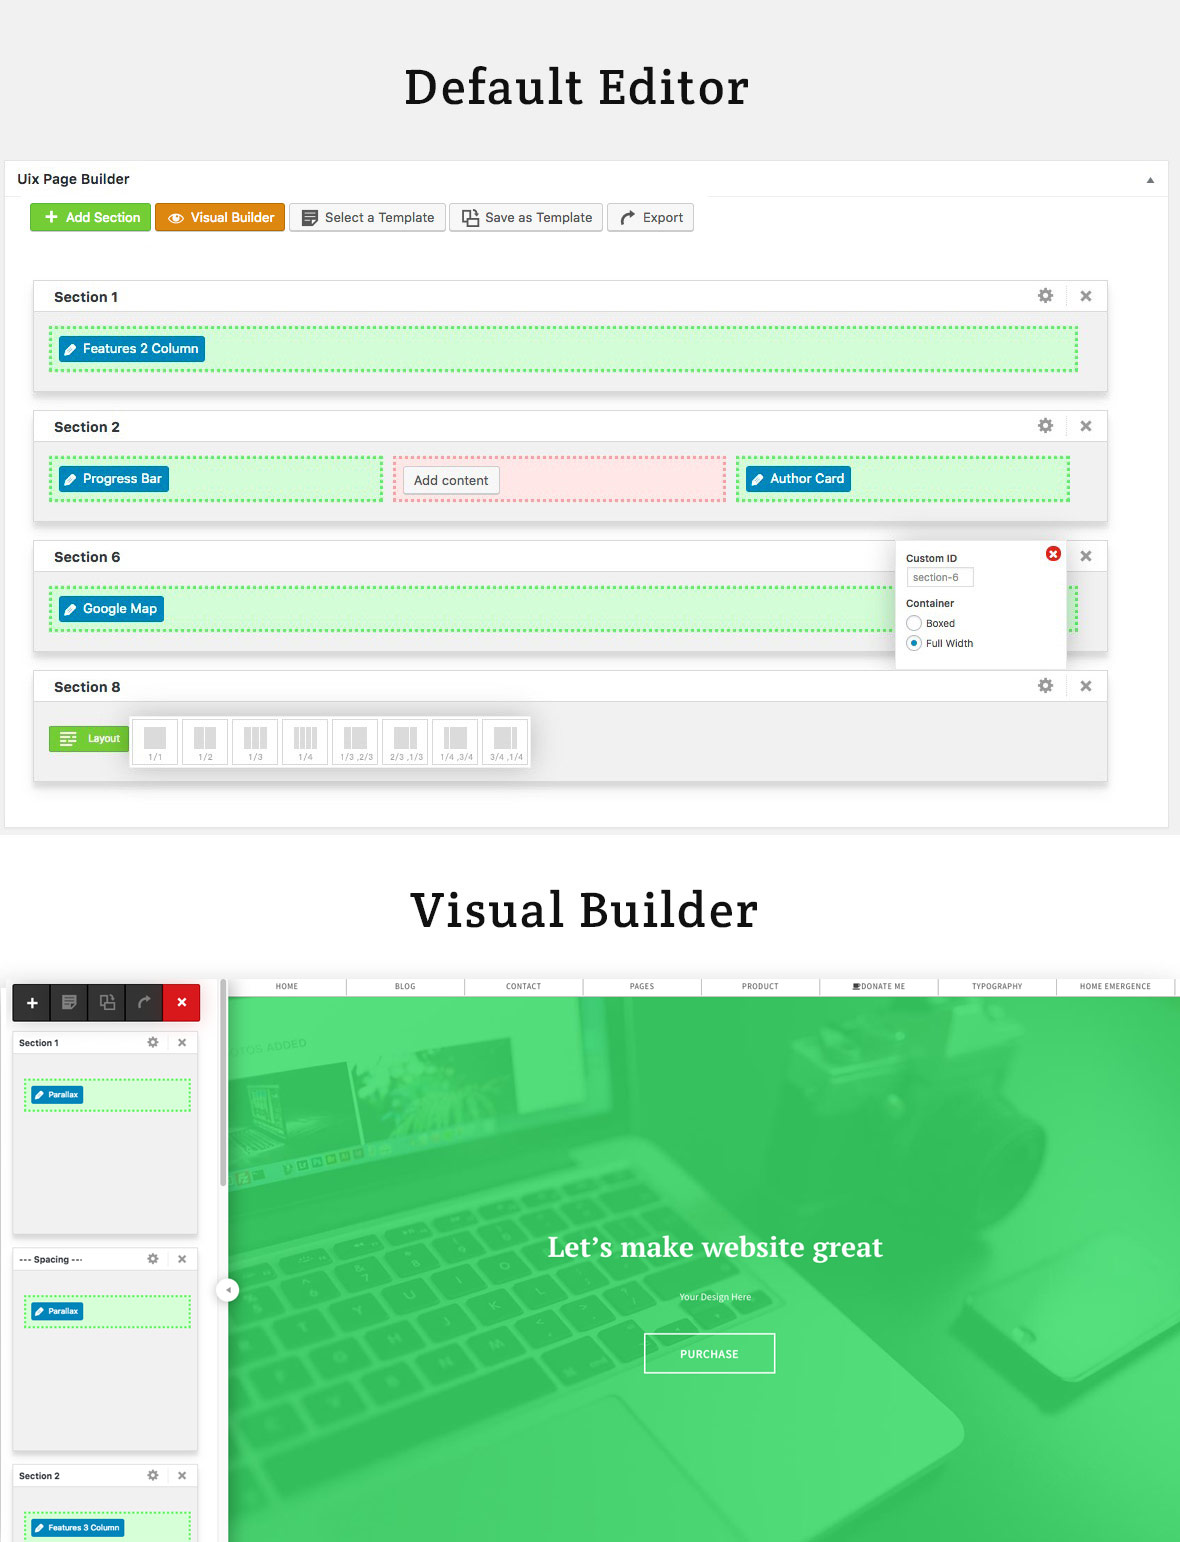 Default Editor
Uix Page Builder
Add Section Visual Builder Select a Template Save as Template Export
Section 1
Features 2 Column
Section 2
Progress Bar Add content Author Card
Section 6
Google Map
Custom ID
section-6
Container
Boxed
Full Width
Section 8
Layout
1/1 1/2 1/3 1/4 1/3 ,2/3 2/3 ,1/3 1/4 ,3/4 3/4 ,1/4
Visual Builder
HOME BLOG CONTACT PAGES PRODUCT DONATE ME TYPOGRAPHY HOME EMERGENCE
Section 1
Parallax
--- Spacing ---
Parallax
Section 2
Features 3 Column
ADDED
Let’s make website great
Your Design Here
PURCHASE